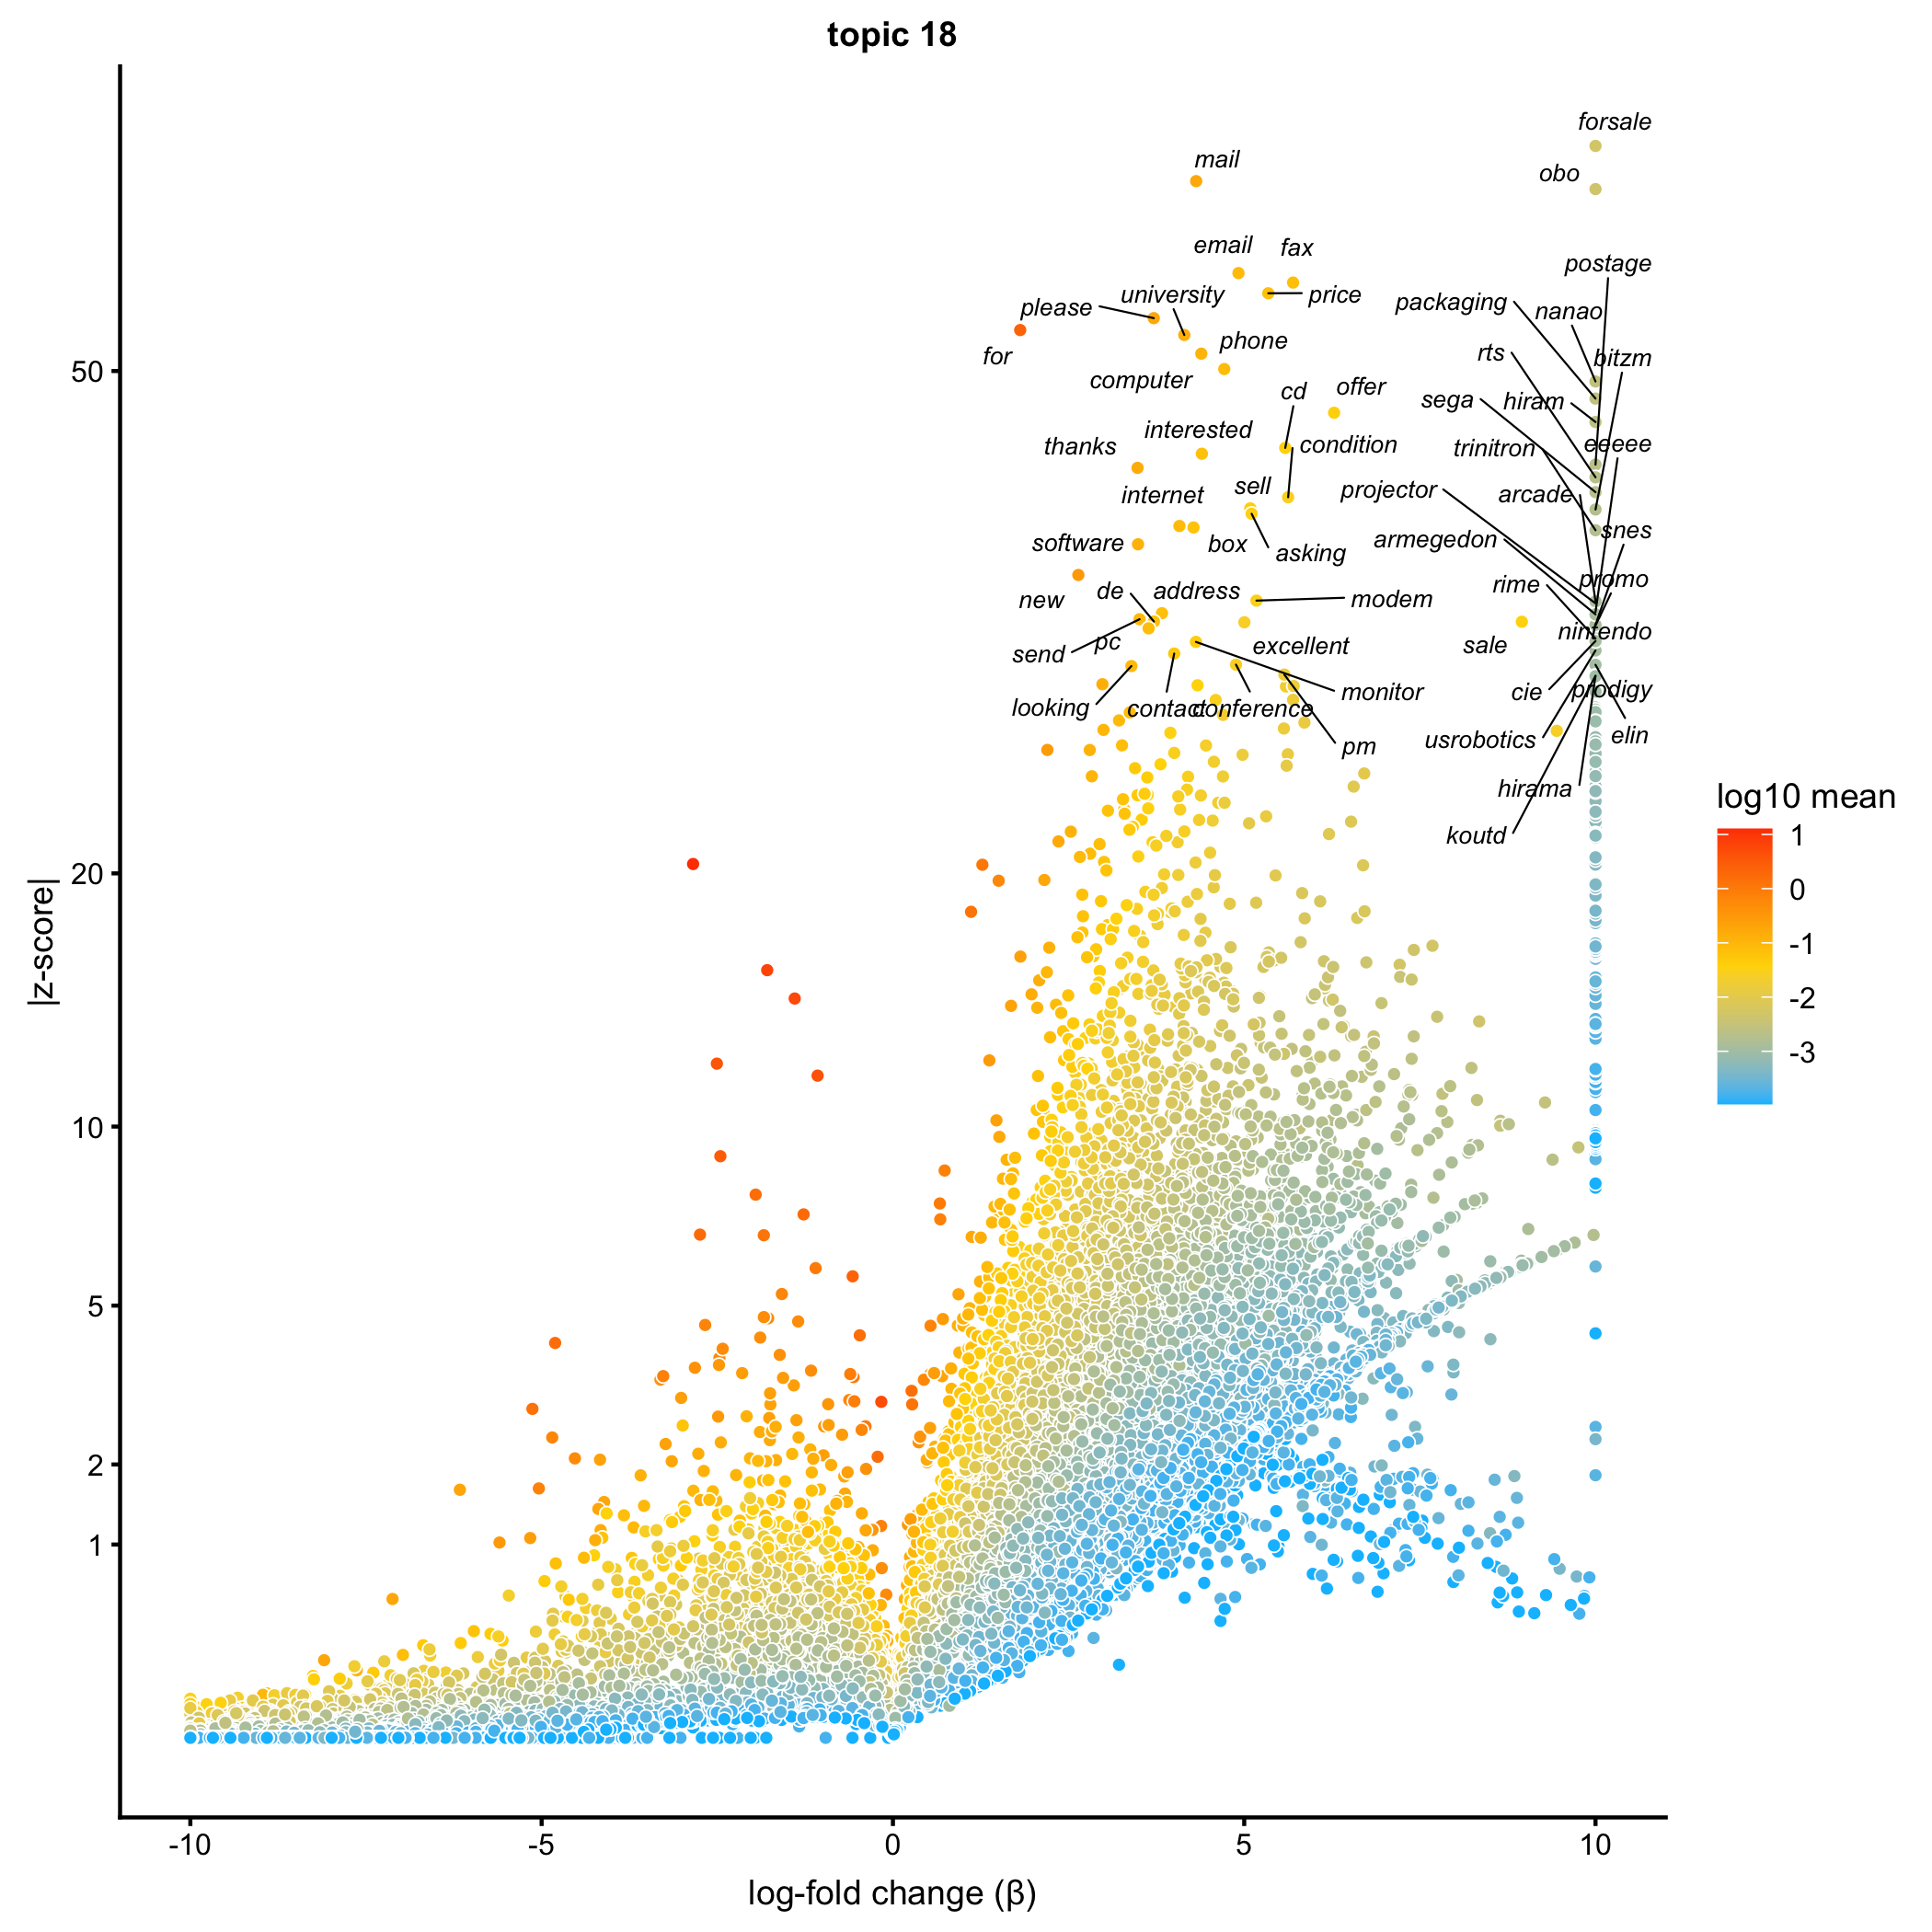 topic 18
forsale
mail
obo
email
fax
postage
please
university
price
packaging
nanao
for
phone
rts
bitzm
computer
cd
offer
sega
hiram
interested
condition
thanks
trinitron
eeeee
internet
sell
projector
arcade
snes
software
box
asking
armegedon
new
de
address
modem
rime
promo
send
pc
excellent
sale
nintendo
looking
contact
conference
monitor
cie
prodigy
pm
usrobotics
elin
hirama
koutd
50
20
10
5
2
1
|z-score|
-10
-5
0
5
10
log-fold change (β)
log10 mean
1
0
-1
-2
-3